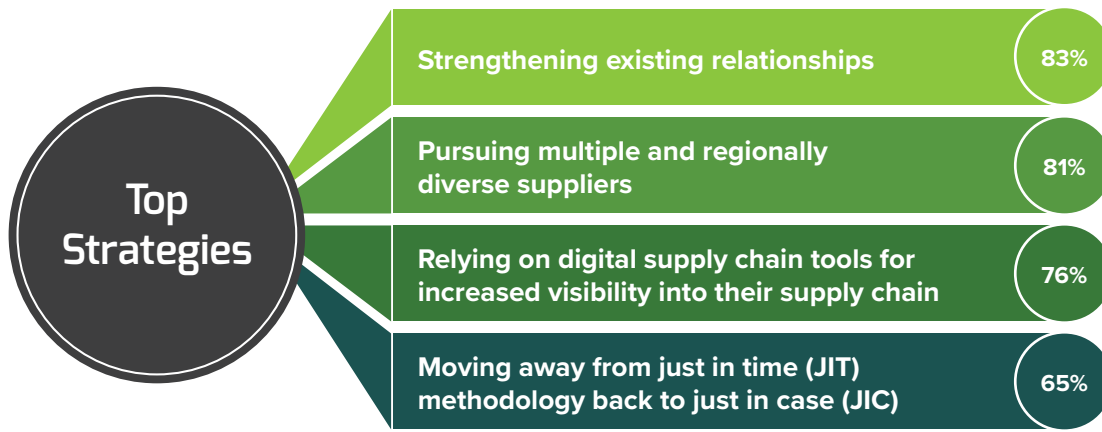 Top
Strategies
Strengthening existing relationships
83%
Pursuing multiple and regionally
diverse suppliers
81%
Relying on digital supply chain tools for
increased visibility into their supply chain
76%
Moving away from just in time (JIT)
methodology back to just in case (JIC)
65%